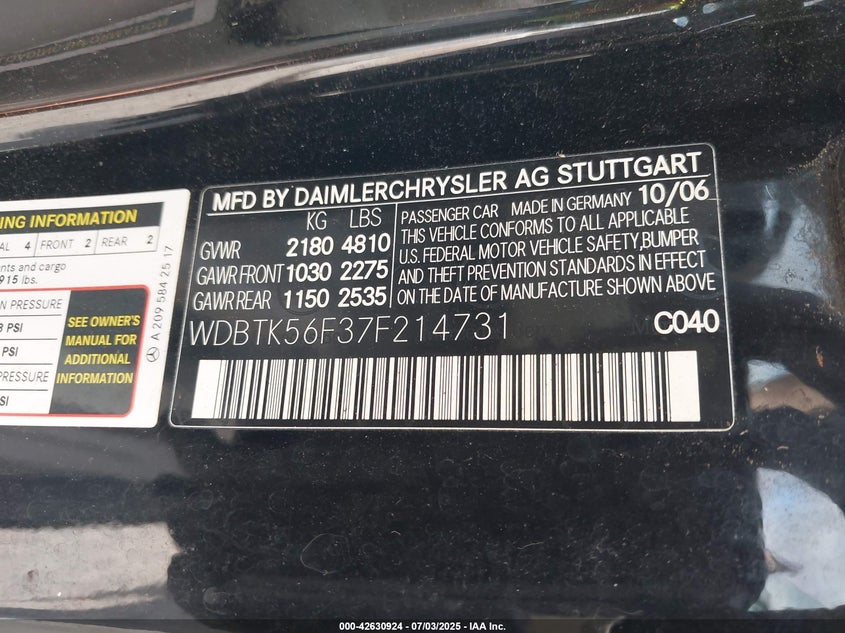 MFD BY DAIMLERCHRYSLER AG STUTTGART
KG LBS
GVWR 2180 4810
GAWR FRONT 1030 2275
GAWR REAR 1150 2535
PASSENGER CAR MADE IN GERMANY 10/06
THIS VEHICLE CONFORMS TO ALL APPLICABLE
U.S. FEDERAL MOTOR VEHICLE SAFETY, BUMPER
AND THEFT PREVENTION STANDARDS IN EFFECT
ON THE DATE OF MANUFACTURE SHOWN ABOVE
WDBTK56F37F214731 C040
ING INFORMATION
AL 4 FRONT 2 REAR 2
nts and cargo
915 lbs.
PRESSURE
PSI
PSI
PRESSURE
SI
SEE OWNER'S
MANUAL FOR
ADDITIONAL
INFORMATION
A 209 584 25 17
000-42630924 - 07/03/2025 - IAA Inc.